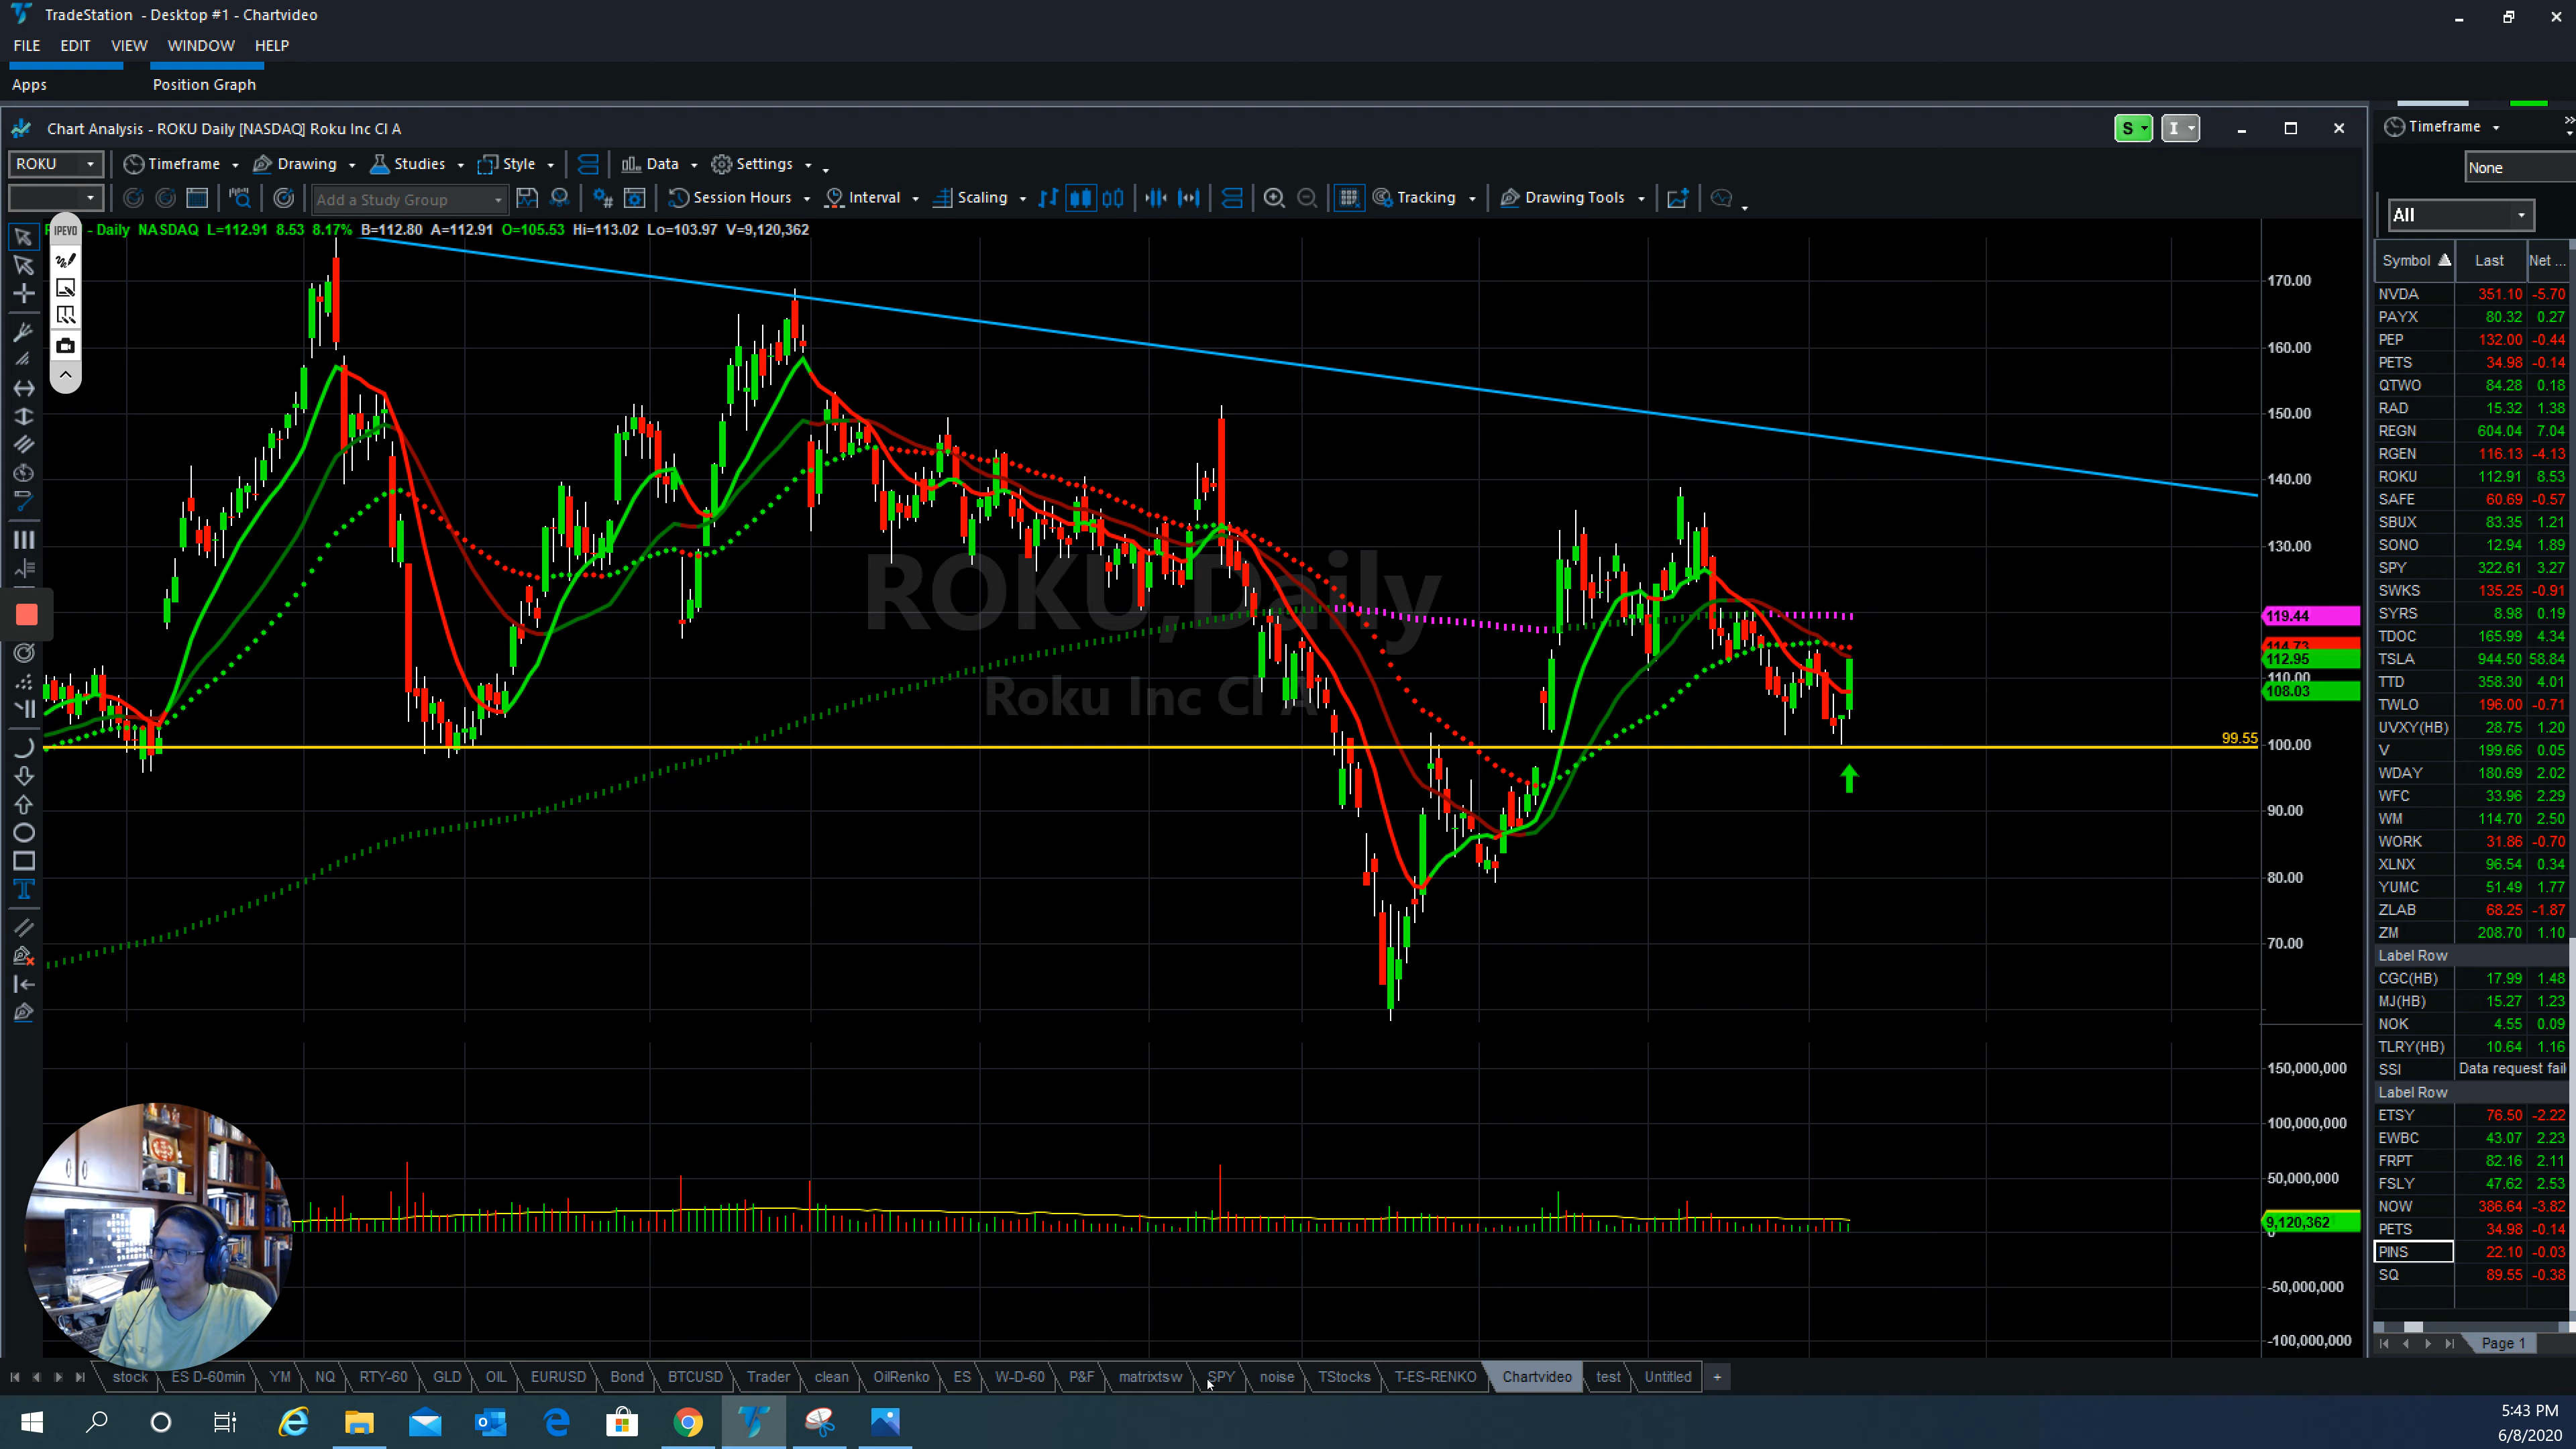 TradeStation - Desktop #1 - Chartvideo
FILE EDIT VIEW WINDOW HELP
Apps Position Graph
Chart Analysis - ROKU Daily [NASDAQ] Roku Inc Cl A
S I
ROKU Timeframe Drawing Studies Style Data Settings
Add a Study Group Session Hours Interval Scaling Tracking Drawing Tools
IPEVO
- Daily NASDAQ L=112.91 8.53 8.17% B=112.80 A=112.91 O=105.53 Hi=113.02 Lo=103.97 V=9,120,362
ROKU,Daily
Roku Inc Cl A
170.00
160.00
150.00
140.00
130.00
119.44
114.73
112.95
110.00
108.03
99.55
100.00
90.00
80.00
70.00
150,000,000
100,000,000
50,000,000
9,120,362
0
-50,000,000
-100,000,000
Timeframe
None
All
Symbol Last Net ...
NVDA 351.10 -5.70
PAYX 80.32 0.27
PEP 132.00 -0.44
PETS 34.98 -0.14
QTWO 84.28 0.18
RAD 15.32 1.38
REGN 604.04 7.04
RGEN 116.13 -4.13
ROKU 112.91 8.53
SAFE 60.69 -0.57
SBUX 83.35 1.21
SONO 12.94 1.89
SPY 322.61 3.27
SWKS 135.25 -0.91
SYRS 8.98 0.19
TDOC 165.99 4.34
TSLA 944.50 58.84
TTD 358.30 4.01
TWLO 196.00 -0.71
UVXY(HB) 28.75 1.20
V 199.66 0.05
WDAY 180.69 2.02
WFC 33.96 2.29
WM 114.70 2.50
WORK 31.86 -0.70
XLNX 96.54 0.34
YUMC 51.49 1.77
ZLAB 68.25 -1.87
ZM 208.70 1.10
Label Row
CGC(HB) 17.99 1.48
MJ(HB) 15.27 1.23
NOK 4.55 0.09
TLRY(HB) 10.64 1.16
SSI Data request fail
Label Row
ETSY 76.50 -2.22
EWBC 43.07 2.23
FRPT 82.16 2.11
FSLY 47.62 2.53
NOW 386.64 -3.82
PETS 34.98 -0.14
PINS 22.10 -0.03
SQ 89.55 -0.38
Page 1
stock ES D-60min YM NQ RTY-60 GLD OIL EURUSD Bond BTCUSD Trader clean OilRenko ES W-D-60 P&F matrixtsw SPY noise TStocks T-ES-RENKO Chartvideo test Untitled +
5:43 PM
6/8/2020